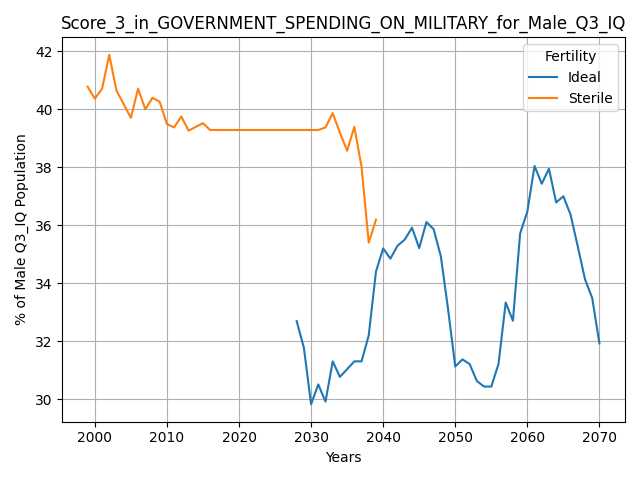 Score_3_in_GOVERNMENT_SPENDING_ON_MILITARY_for_Male_Q3_IQ
Fertility
Ideal
Sterile
42
40
38
36
34
32
30
% of Male Q3_IQ Population
2000 2010 2020 2030 2040 2050 2060 2070
Years